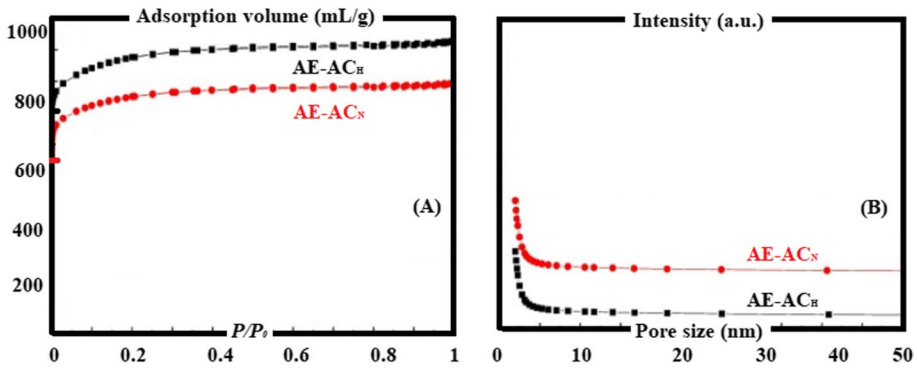 Adsorption volume (mL/g)
1000
800
600
400
200
AE-ACH
AE-ACN
(A)
P/P0
0 0.2 0.4 0.6 0.8 1
Intensity (a.u.)
(B)
AE-ACN
AE-ACH
Pore size (nm)
0 10 20 30 40 50